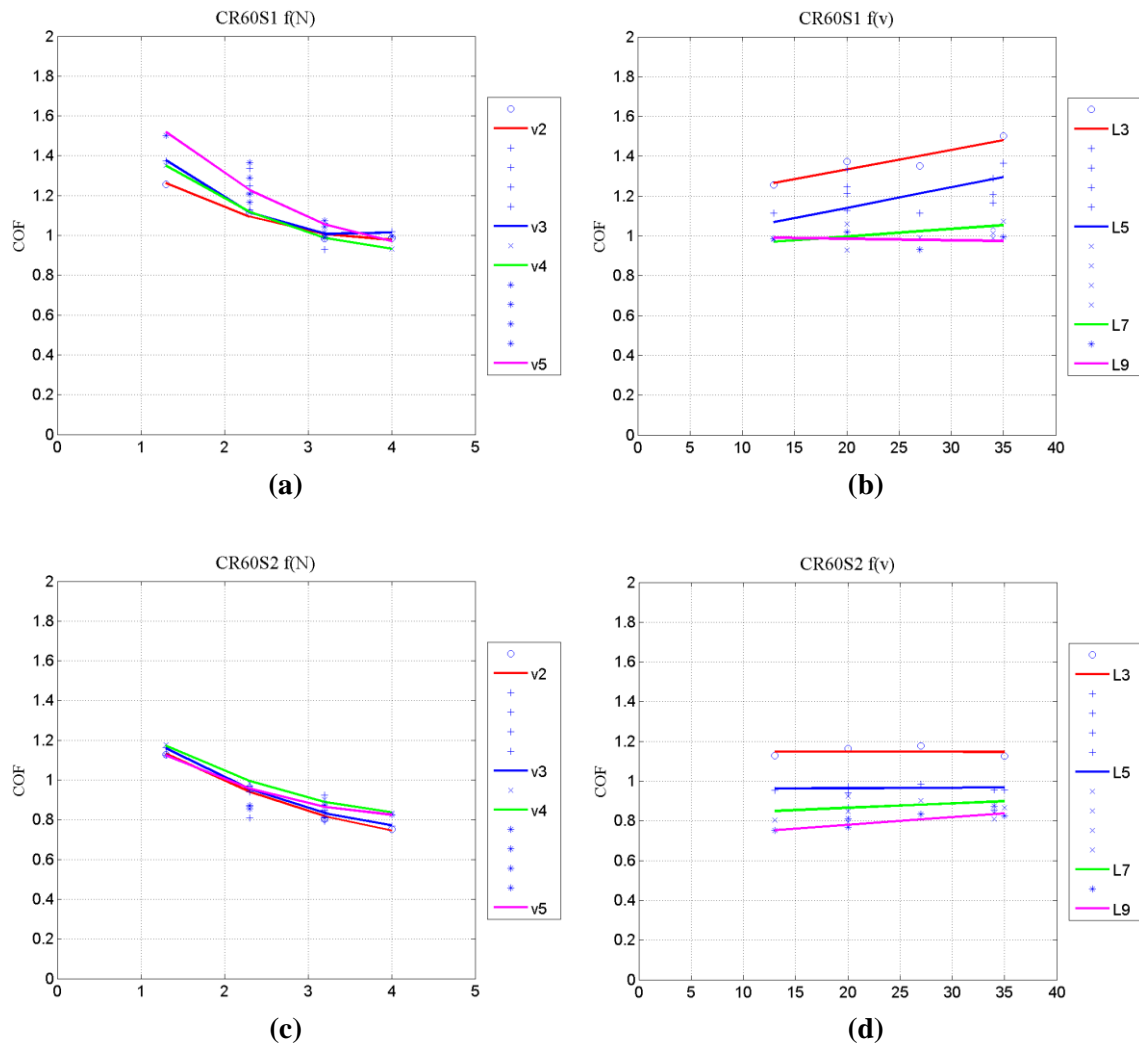 CR60S1 f(N)
2
1.8
1.6
1.4
1.2
1
0.8
0.6
0.4
0.2
0
COF
0 1 2 3 4 5
v2
v3
v4
v5
(a)
CR60S1 f(v)
2
1.8
1.6
1.4
1.2
1
0.8
0.6
0.4
0.2
0
COF
0 5 10 15 20 25 30 35 40
L3
L5
L7
L9
(b)
CR60S2 f(N)
2
1.8
1.6
1.4
1.2
1
0.8
0.6
0.4
0.2
0
COF
0 1 2 3 4 5
v2
v3
v4
v5
(c)
CR60S2 f(v)
2
1.8
1.6
1.4
1.2
1
0.8
0.6
0.4
0.2
0
COF
0 5 10 15 20 25 30 35 40
L3
L5
L7
L9
(d)